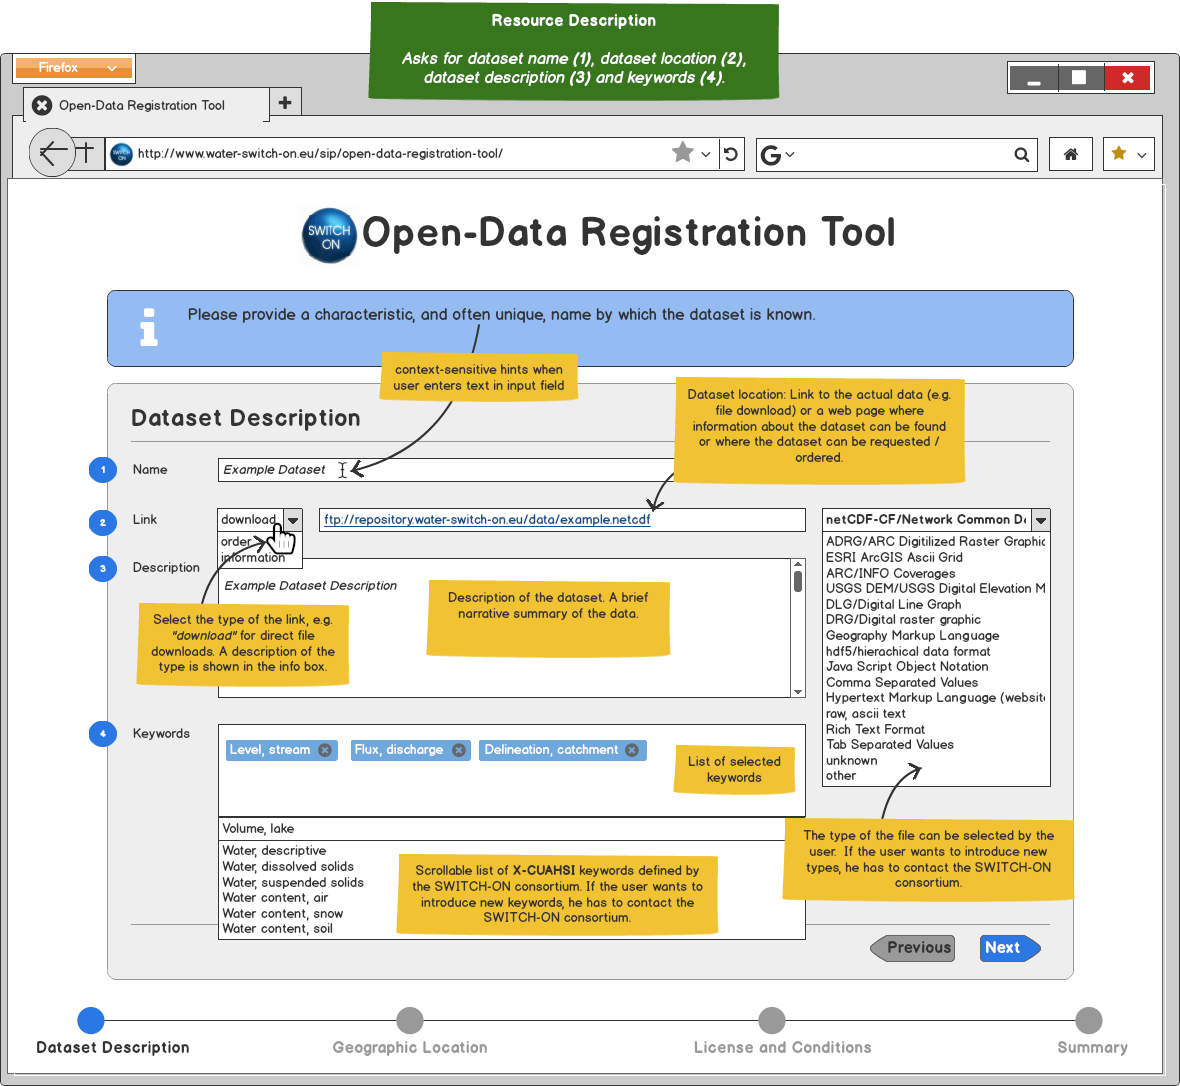 Resource Description
Asks for dataset name (1), dataset location (2),
dataset description (3) and keywords (4).
Firefox
Open-Data Registration Tool
http://www.water-switch-on.eu/sip/open-data-registration-tool/
G
SWITCH
ON
Open-Data Registration Tool
Please provide a characteristic, and often unique, name by which the dataset is known.
context-sensitive hints when
user enters text in input field
Dataset location: Link to the actual data (e.g.
file download) or a web page where
information about the dataset can be found
or where the dataset can be requested /
ordered.
Dataset Description
1
Name
Example Dataset
2
Link
download
order
information
ftp://repository.water-switch-on.eu/data/example.netcdf
netCDF-CF/Network Common D
ADRG/ARC Digitilized Raster Graphic
ESRI ArcGIS Ascii Grid
ARC/INFO Coverages
USGS DEM/USGS Digital Elevation M
DLG/Digital Line Graph
DRG/Digital raster graphic
Geography Markup Language
hdf5/hierachical data format
Java Script Object Notation
Comma Separated Values
Hypertext Markup Language (website
raw, ascii text
Rich Text Format
Tab Separated Values
unknown
other
3
Description
Example Dataset Description
Description of the dataset. A brief
narrative summary of the data.
Select the type of the link, e.g.
"download" for direct file
downloads. A description of the
type is shown in the info box.
4
Keywords
Level, stream
Flux, discharge
Delineation, catchment
List of selected
keywords
Volume, lake
Water, descriptive
Water, dissolved solids
Water, suspended solids
Water content, air
Water content, snow
Water content, soil
Scrollable list of X-CUAHSI keywords defined by
the SWITCH-ON consortium. If the user wants to
introduce new keywords, he has to contact the
SWITCH-ON consortium.
The type of the file can be selected by the
user. If the user wants to introduce new
types, he has to contact the SWITCH-ON
consortium.
Previous
Next
Dataset Description
Geographic Location
License and Conditions
Summary